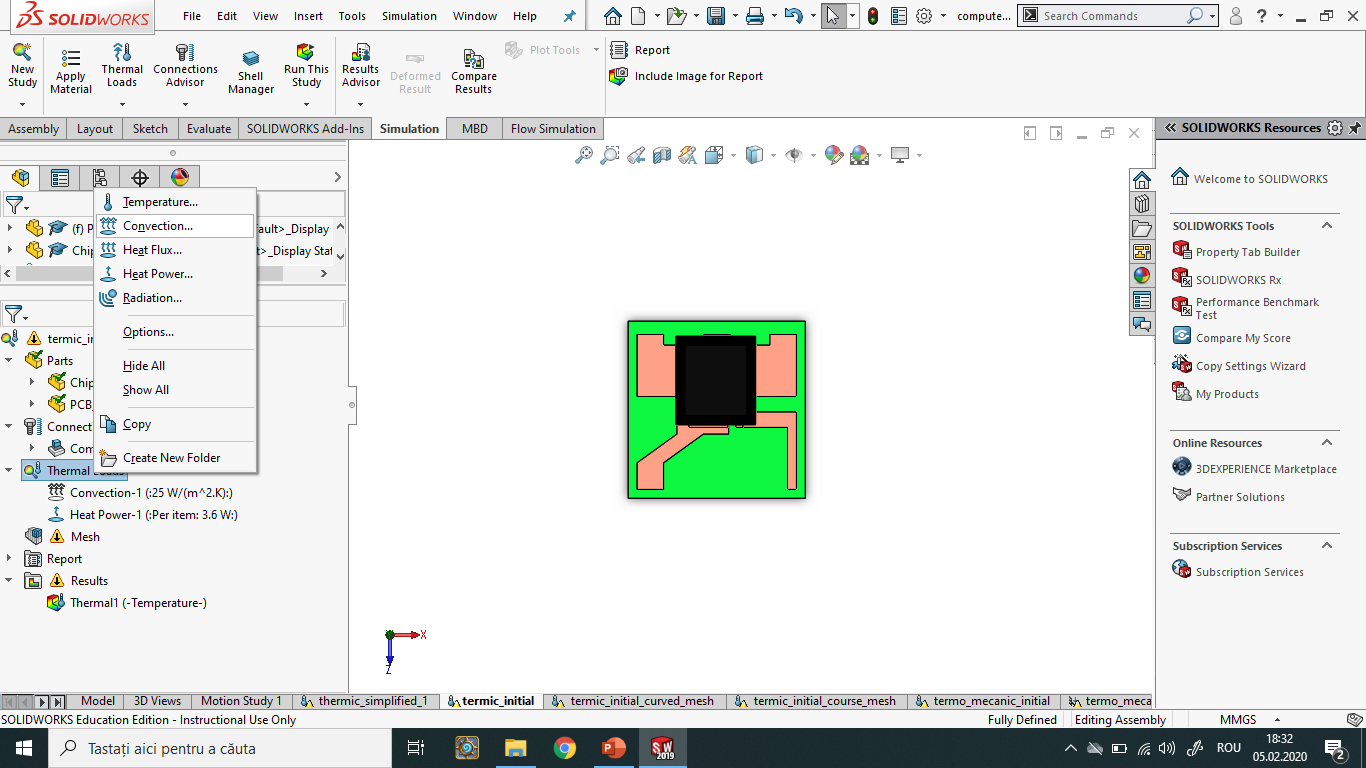 SOLIDWORKS
File Edit View Insert Tools Simulation Window Help
compute...
Search Commands
New Study
Apply Material
Thermal Loads
Connections Advisor
Shell Manager
Run This Study
Results Advisor
Deformed Result
Compare Results
Plot Tools
Report
Include Image for Report
Assembly Layout Sketch Evaluate SOLIDWORKS Add-Ins Simulation MBD Flow Simulation
(f) P
ault>_Display
Chip
t>_Display Stat
Temperature...
Convection...
Heat Flux...
Heat Power...
Radiation...
Options...
Hide All
Show All
Copy
Create New Folder
termic_in
Parts
Chip
PCB
Connect
Com
Thermal Loads
Convection-1 (:25 W/(m^2.K):)
Heat Power-1 (:Per item: 3.6 W:)
Mesh
Report
Results
Thermal1 (-Temperature-)
X
Z
SOLIDWORKS Resources
Welcome to SOLIDWORKS
SOLIDWORKS Tools
Property Tab Builder
SOLIDWORKS Rx
Performance Benchmark
Test
Compare My Score
Copy Settings Wizard
My Products
Online Resources
3DEXPERIENCE Marketplace
Partner Solutions
Subscription Services
Subscription Services
Model 3D Views Motion Study 1 thermic_simplified_1 termic_initial termic_initial_curved_mesh termic_initial_course_mesh termo_mecanic_initial termo_meca
SOLIDWORKS Education Edition - Instructional Use Only
Fully Defined Editing Assembly MMGS
Tastați aici pentru a căuta
SW 2019
ROU
18:32
05.02.2020
2